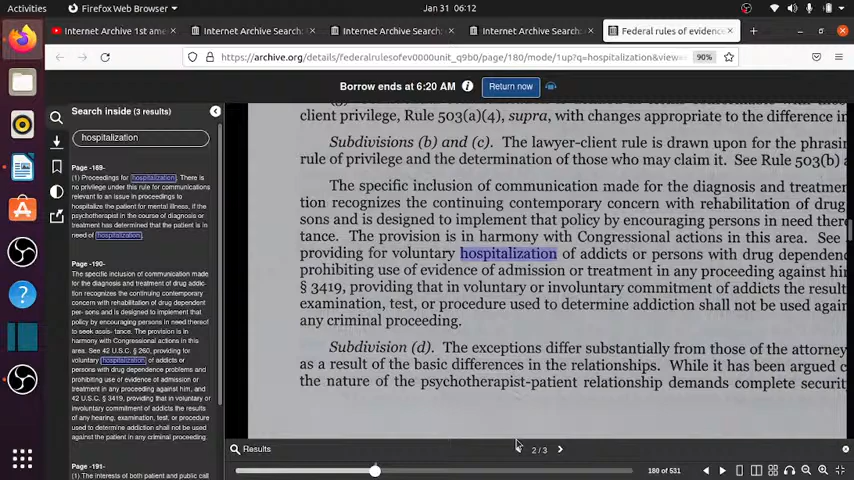 Activities
Firefox Web Browser
Jan 31 06:12
Internet Archive 1st ame
Internet Archive Search:
Internet Archive Search:
Internet Archive Search:
Federal rules of evidenc
https://archive.org/details/federalrulesofev0000unit_q9b0/page/180/mode/1up?q=hospitalization&view=
90%
Borrow ends at 6:20 AM
Return now
Search inside (3 results)
hospitalization
Page -169-
(1) Proceedings for hospitalization. There is
no privilege under this rule for communications
relevant to an issue in proceedings to
hospitalize the patient for mental illness, if the
psychotherapist in the course of diagnosis or
treatment has determined that the patient is in
need of hospitalization.
Page -190-
The specific inclusion of communication made
for the diagnosis and treatment of drug addic-
tion recognizes the continuing contemporary
concern with rehabilitation of drug dependent
per- sons and is designed to implement that
policy by encouraging persons in need thereof
to seek assis- tance. The provision is in
harmony with Congressional actions in this
area. See 42 U.S.C. § 260, providing for
voluntary hospitalization of addicts or
persons with drug dependence problems and
prohibiting use of evidence of admission or
treatment in any proceeding against him, and
42 U.S.C. § 3419, providing that in voluntary or
involuntary commitment of addicts the results
of any hearing, examination, test, or procedure
used to determine addiction shall not be used
against the patient in any criminal proceeding.
Page -191-
(1) The interests of both patient and public call
client privilege, Rule 503(a)(4), supra, with changes appropriate to the difference in
Subdivisions (b) and (c). The lawyer-client rule is drawn upon for the phrasin
rule of privilege and the determination of those who may claim it. See Rule 503(b) a
The specific inclusion of communication made for the diagnosis and treatmen
tion recognizes the continuing contemporary concern with rehabilitation of drug
sons and is designed to implement that policy by encouraging persons in need there
tance. The provision is in harmony with Congressional actions in this area. See
providing for voluntary hospitalization of addicts or persons with drug dependenc
prohibiting use of evidence of admission or treatment in any proceeding against hin
§ 3419, providing that in voluntary or involuntary commitment of addicts the result
examination, test, or procedure used to determine addiction shall not be used again
any criminal proceeding.
Subdivision (d). The exceptions differ substantially from those of the attorney
as a result of the basic differences in the relationships. While it has been argued c
the nature of the psychotherapist-patient relationship demands complete securit
Results
2 / 3
180 of 531